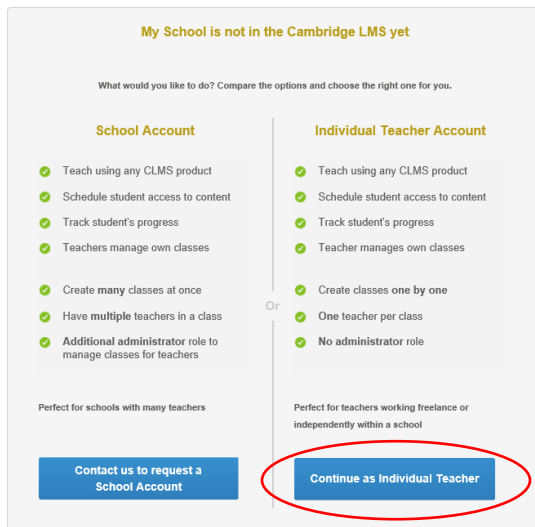 My School is not in the Cambridge LMS yet
What would you like to do? Compare the options and choose the right one for you.
School Account
Teach using any CLMS product
Schedule student access to content
Track student's progress
Teachers manage own classes
Create many classes at once
Have multiple teachers in a class
Additional administrator role to
manage classes for teachers
Perfect for schools with many teachers
Contact us to request a
School Account
Or
Individual Teacher Account
Teach using any CLMS product
Schedule student access to content
Track student's progress
Teacher manages own classes
Create classes one by one
One teacher per class
No administrator role
Perfect for teachers working freelance or
independently within a school
Continue as Individual Teacher